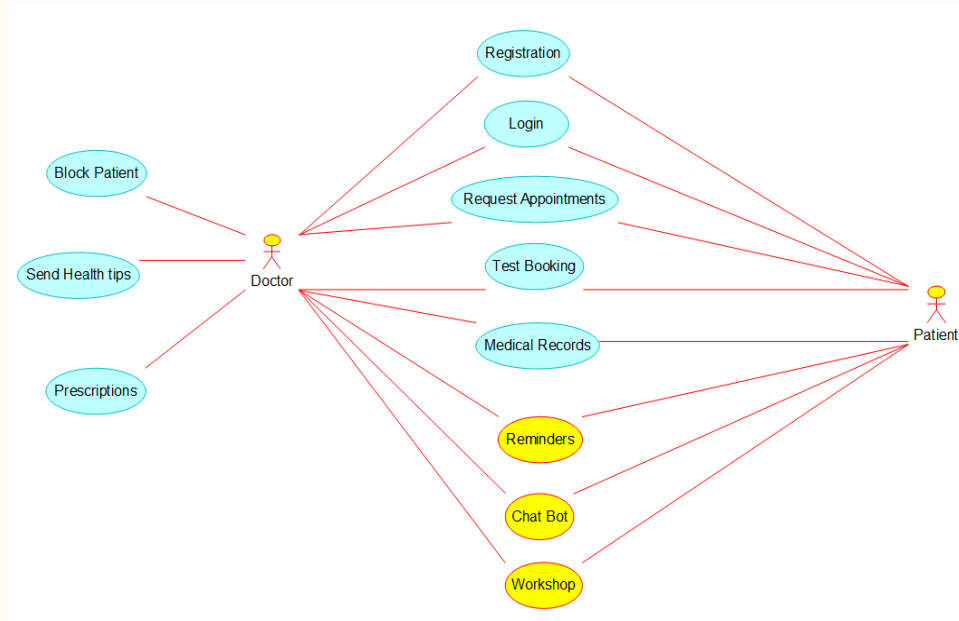 Registration
Login
Block Patient
Request Appointments
Test Booking
Send Health tips
Doctor
Patient
Medical Records
Prescriptions
Reminders
Chat Bot
Workshop